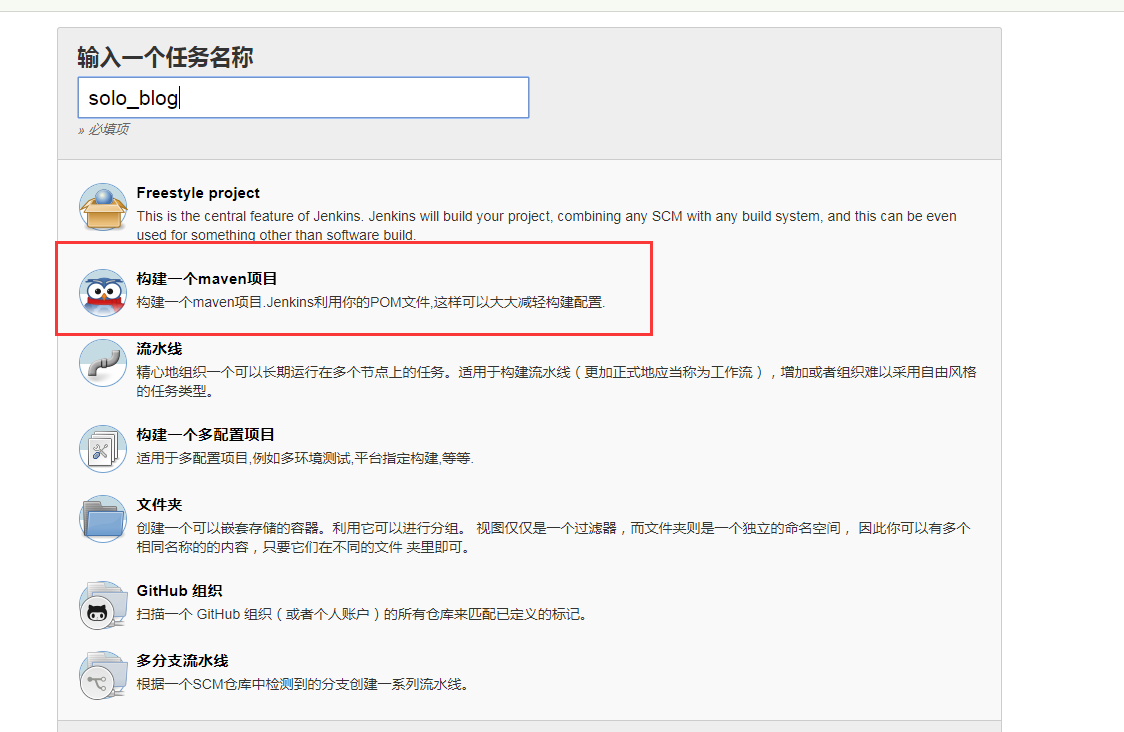 输入一个任务名称
solo_blog
» 必填项
Freestyle project
This is the central feature of Jenkins. Jenkins will build your project, combining any SCM with any build system, and this can be even
used for something other than software build.
构建一个maven项目
构建一个maven项目.Jenkins利用你的POM文件,这样可以大大减轻构建配置.
流水线
精心地组织一个可以长期运行在多个节点上的任务。适用于构建流水线（更加正式地应当称为工作流），增加或者组织难以采用自由风格
的任务类型。
构建一个多配置项目
适用于多配置项目,例如多环境测试,平台指定构建,等等.
文件夹
创建一个可以嵌套存储的容器。利用它可以进行分组。 视图仅仅是一个过滤器，而文件夹则是一个独立的命名空间， 因此你可以有多个
相同名称的的内容，只要它们在不同的文件 夹里即可。
GitHub 组织
扫描一个 GitHub 组织（或者个人账户）的所有仓库来匹配已定义的标记。
多分支流水线
根据一个SCM仓库中检测到的分支创建一系列流水线。